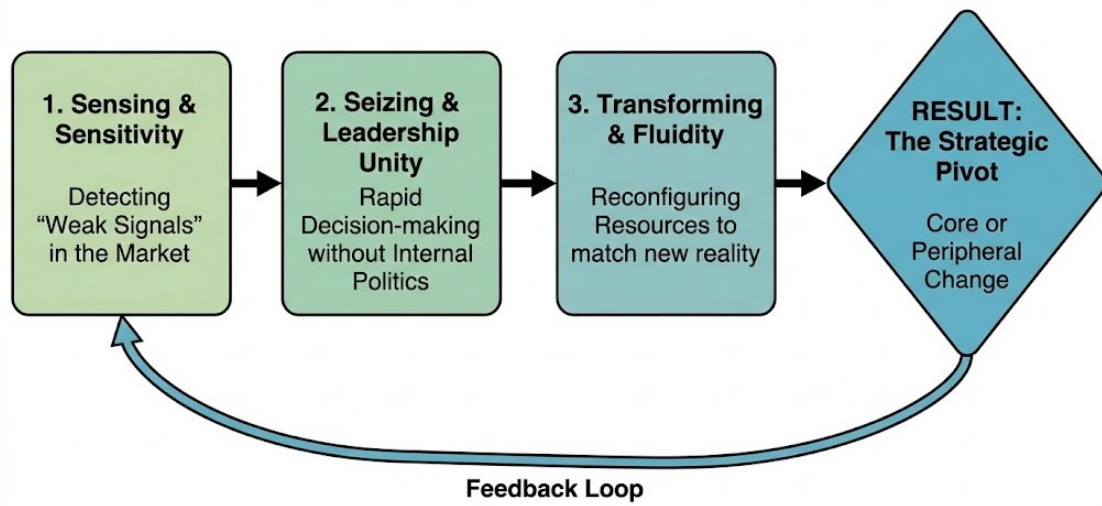 1. Sensing &
Sensitivity
Detecting
“Weak Signals”
in the Market
2. Seizing &
Leadership
Unity
Rapid
Decision-making
without Internal
Politics
3. Transforming
& Fluidity
Reconfiguring
Resources to
match new reality
RESULT:
The Strategic
Pivot
Core or
Peripheral
Change
Feedback Loop